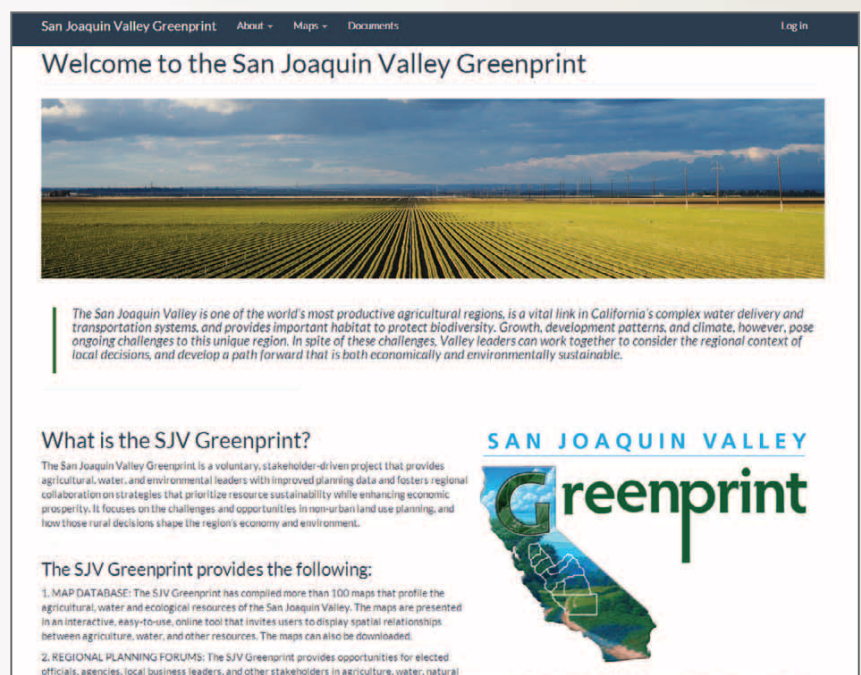 San Joaquin Valley Greenprint About Maps Documents Log in
Welcome to the San Joaquin Valley Greenprint
The San Joaquin Valley is one of the world's most productive agricultural regions, is a vital link in California's complex water delivery and
transportation systems, and provides important habitat to protect biodiversity. Growth, development patterns, and climate, however, pose
ongoing challenges to this unique region. In spite of these challenges, Valley leaders can work together to consider the regional context of
local decisions, and develop a path forward that is both economically and environmentally sustainable.
What is the SJV Greenprint?
The San Joaquin Valley Greenprint is a voluntary, stakeholder-driven project that provides
agricultural, water, and environmental leaders with improved planning data and fosters regional
collaboration on strategies that prioritize resource sustainability while enhancing economic
prosperity. It focuses on the challenges and opportunities in non-urban land use planning, and
how those rural decisions shape the region's economy and environment.
The SJV Greenprint provides the following:
1. MAP DATABASE: The SJV Greenprint has compiled more than 100 maps that profile the
agricultural, water and ecological resources of the San Joaquin Valley. The maps are presented
in an interactive, easy-to-use, online tool that invites users to display spatial relationships
between agriculture, water, and other resources. The maps can also be downloaded.
2. REGIONAL PLANNING FORUMS: The SJV Greenprint provides opportunities for elected
officials, agencies, local business leaders, and other stakeholders in agriculture, water, natural
SAN JOAQUIN VALLEY
Greenprint